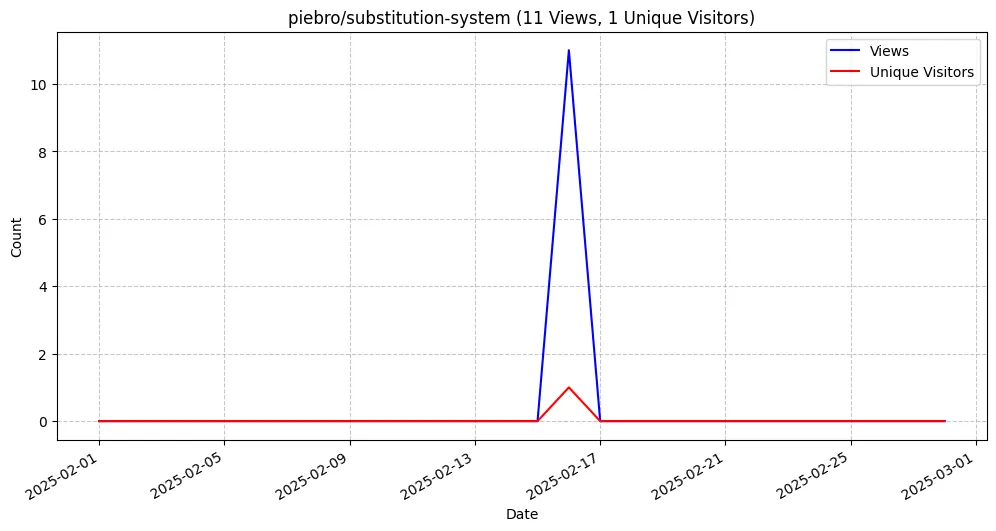 piebro/substitution-system (11 Views, 1 Unique Visitors)
Views
Unique Visitors
Count
10
8
6
4
2
0
2025-02-01
2025-02-05
2025-02-09
2025-02-13
2025-02-17
2025-02-21
2025-02-25
2025-03-01
Date